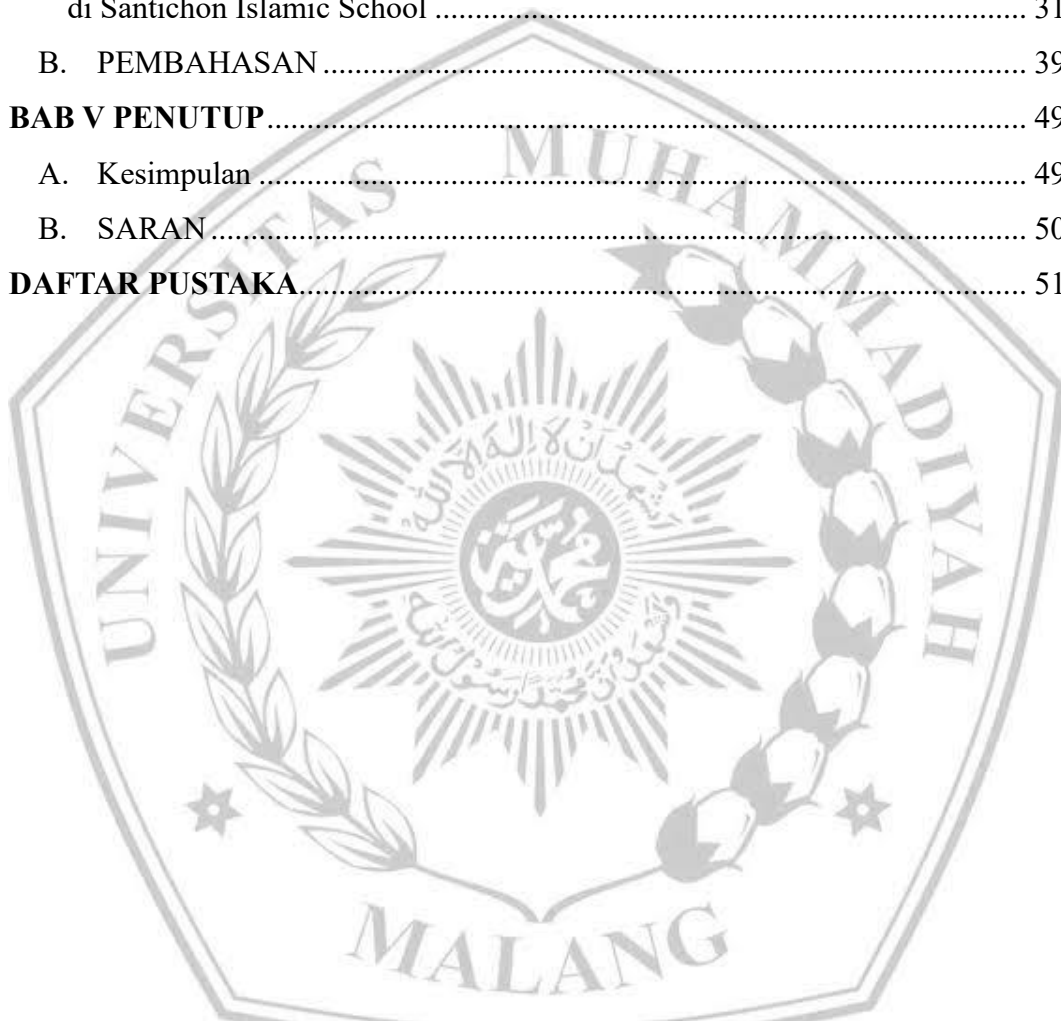 di Santichon Islamic School ........................................................................... 31
B. PEMBAHASAN ......................................................................................... 39
BAB V PENUTUP ................................................................................................ 49
A. Kesimpulan ................................................................................................. 49
B. SARAN ....................................................................................................... 50
DAFTAR PUSTAKA ............................................................................................ 51
UNIVERSITAS MUHAMMADIYAH
MALANG